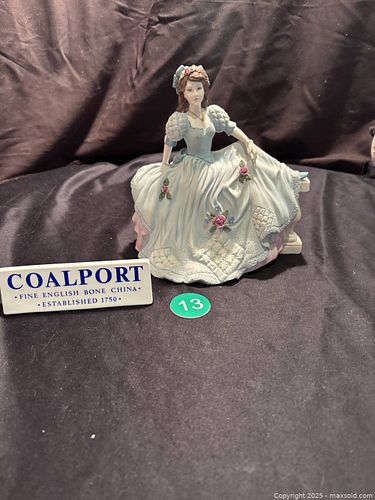 COALPORT
• FINE ENGLISH BONE CHINA •
• ESTABLISHED 1750 •
13
Copyright © 2025 - maxsold.com